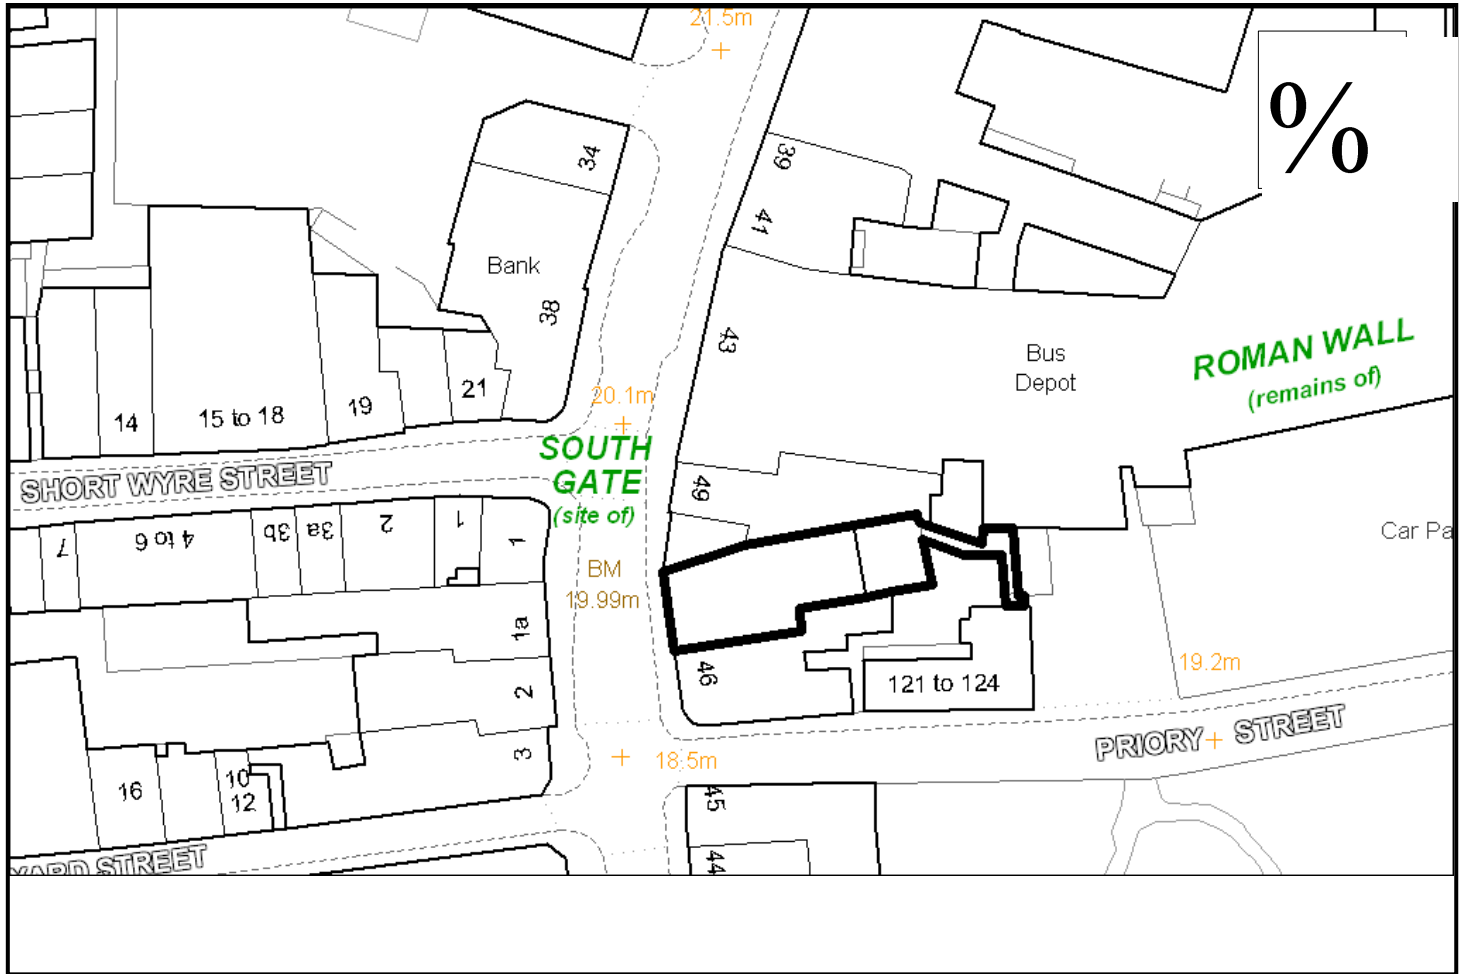 21.5m
%
34
39
41
Bank
38
43
Bus
Depot
ROMAN WALL
(remains of)
20.1m
21
19
15 to 18
14
SOUTH
GATE
(site of)
SHORT WYRE STREET
49
7
4 to 6
3b
3a
2
1
1
Car Pa
BM
19.99m
1a
46
19.2m
121 to 124
2
PRIORY STREET
3
18.5m
16
10
12
45
44
YARD STREET